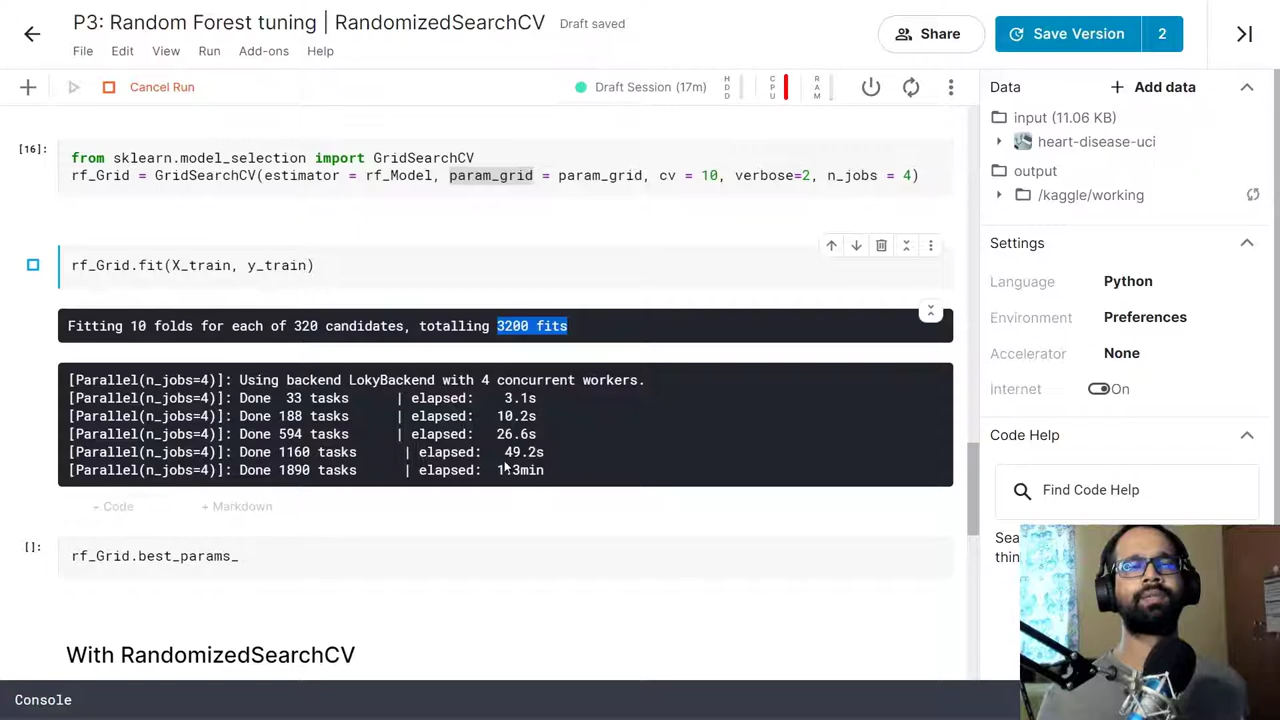 P3: Random Forest tuning | RandomizedSearchCV
Draft saved
Share
Save Version
2
File Edit View Run Add-ons Help
Cancel Run
Draft Session (17m)
HDD
CPU
RAM
[16]:
from sklearn.model_selection import GridSearchCV
rf_Grid = GridSearchCV(estimator = rf_Model, param_grid = param_grid, cv = 10, verbose=2, n_jobs = 4)
rf_Grid.fit(X_train, y_train)
Fitting 10 folds for each of 320 candidates, totalling 3200 fits
[Parallel(n_jobs=4)]: Using backend LokyBackend with 4 concurrent workers.
[Parallel(n_jobs=4)]: Done 33 tasks | elapsed: 3.1s
[Parallel(n_jobs=4)]: Done 188 tasks | elapsed: 10.2s
[Parallel(n_jobs=4)]: Done 594 tasks | elapsed: 26.6s
[Parallel(n_jobs=4)]: Done 1160 tasks | elapsed: 49.2s
[Parallel(n_jobs=4)]: Done 1890 tasks | elapsed: 1.3min
+ Code
+ Markdown
[]:
rf_Grid.best_params_
With RandomizedSearchCV
Console
Data
+ Add data
input (11.06 KB)
heart-disease-uci
output
/kaggle/working
Settings
Language Python
Environment Preferences
Accelerator None
Internet On
Code Help
Find Code Help